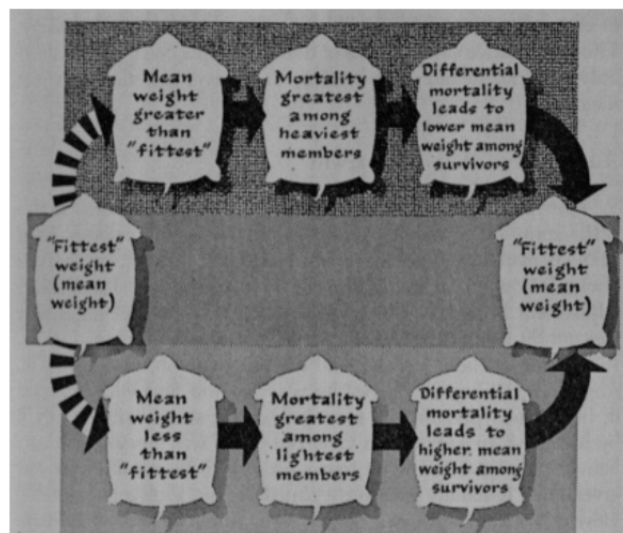 Mean
weight
greater
than
"fittest"
Mortality
greatest
among
heaviest
members
Differential
mortality
leads to
lower mean
weight among
survivors
"Fittest"
weight
(mean
weight)
"Fittest"
weight
(mean
weight)
Mean
weight
less
than
"fittest"
Mortality
greatest
among
lightest
members
Differential
mortality
leads to
higher mean
weight among
survivors